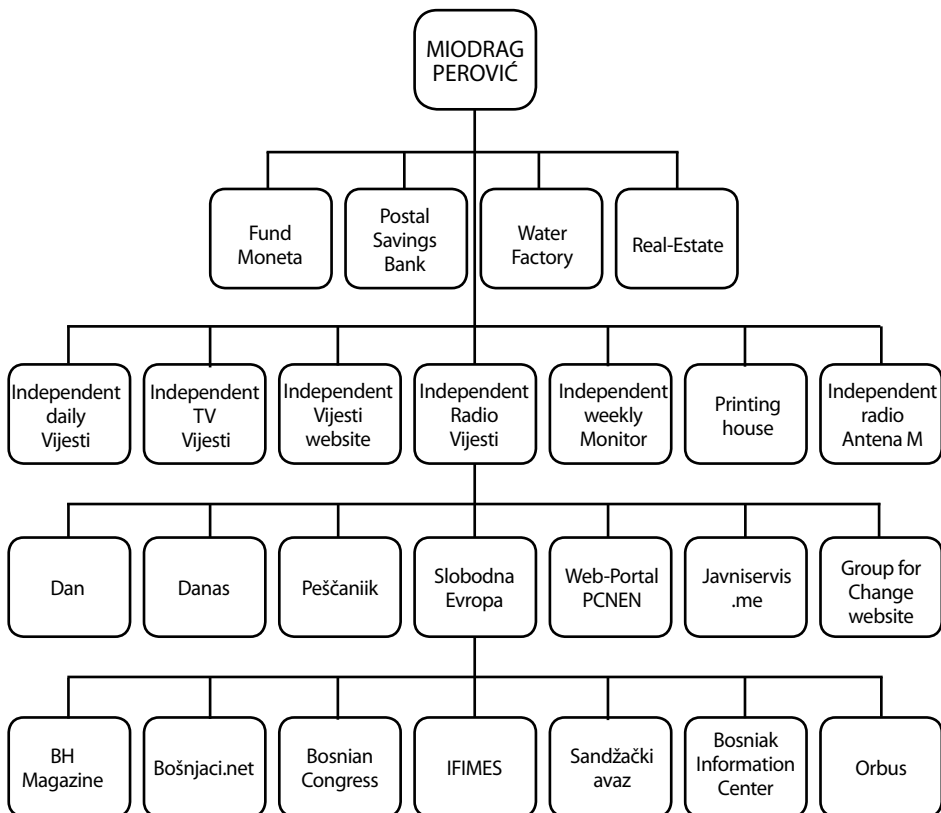 MIODRAG
PEROVIĆ
Fund
Moneta
Postal
Savings
Bank
Water
Factory
Real-Estate
Independent
daily
Vijesti
Independent
TV
Vijesti
Independent
Vijesti
website
Independent
Radio
Vijesti
Independent
weekly
Monitor
Printing
house
Independent
radio
Antena M
Dan
Danas
Peščaniik
Slobodna
Evropa
Web-Portal
PCNEN
Javniservis
.me
Group for
Change
website
BH
Magazine
Bošnjaci.net
Bosnian
Congress
IFIMES
Sandžački
avaz
Bosniak
Information
Center
Orbus